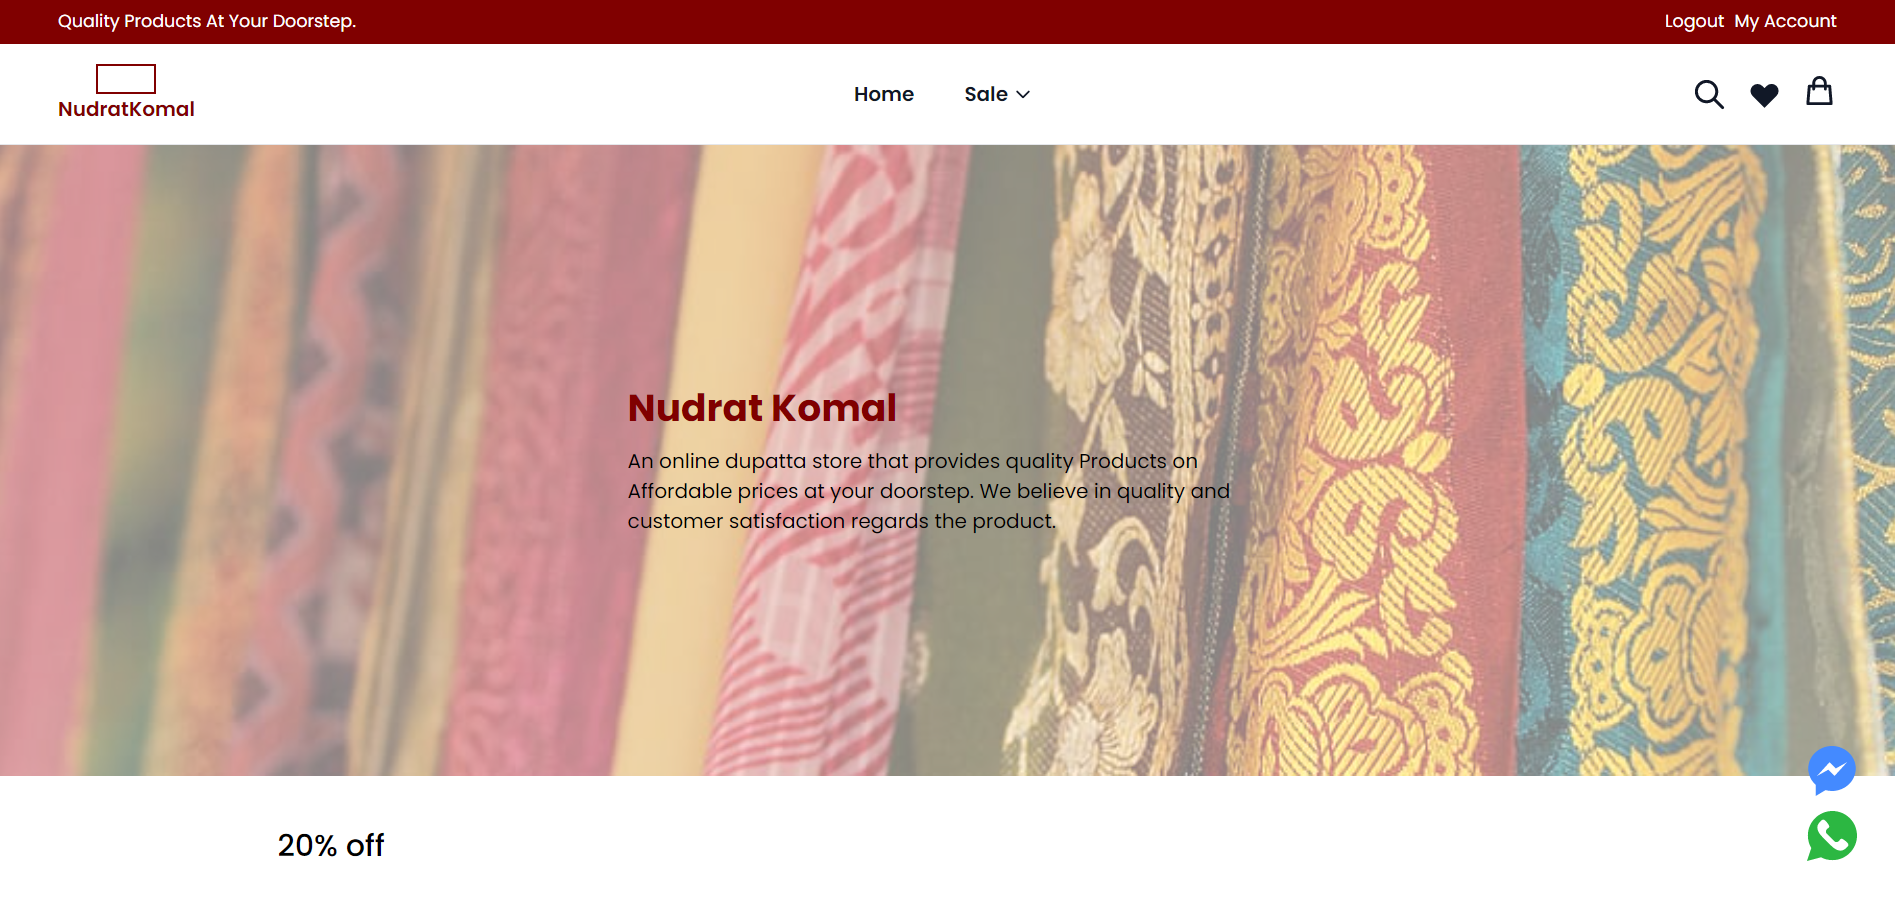 Quality Products At Your Doorstep.
Logout My Account
NudratKomal
Home
Sale
Nudrat Komal
An online dupatta store that provides quality Products on
Affordable prices at your doorstep. We believe in quality and
customer satisfaction regards the product.
20% off